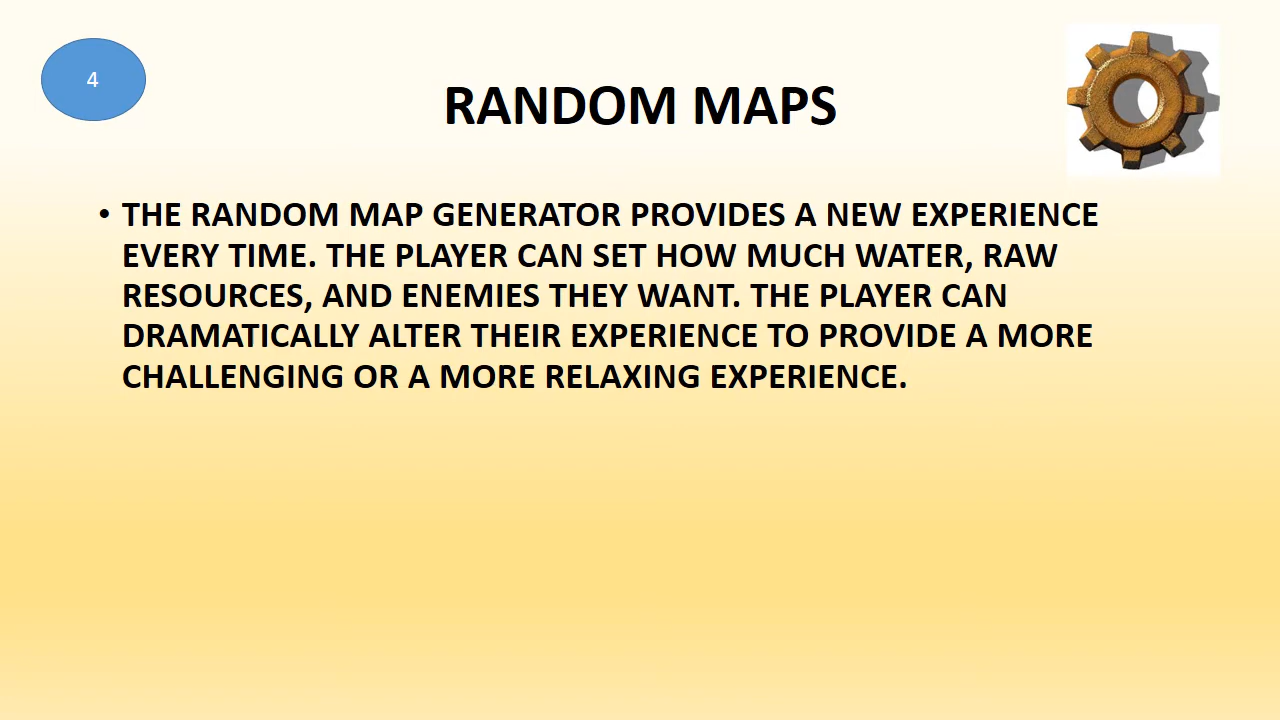 4
RANDOM MAPS
• THE RANDOM MAP GENERATOR PROVIDES A NEW EXPERIENCE
EVERY TIME. THE PLAYER CAN SET HOW MUCH WATER, RAW
RESOURCES, AND ENEMIES THEY WANT. THE PLAYER CAN
DRAMATICALLY ALTER THEIR EXPERIENCE TO PROVIDE A MORE
CHALLENGING OR A MORE RELAXING EXPERIENCE.